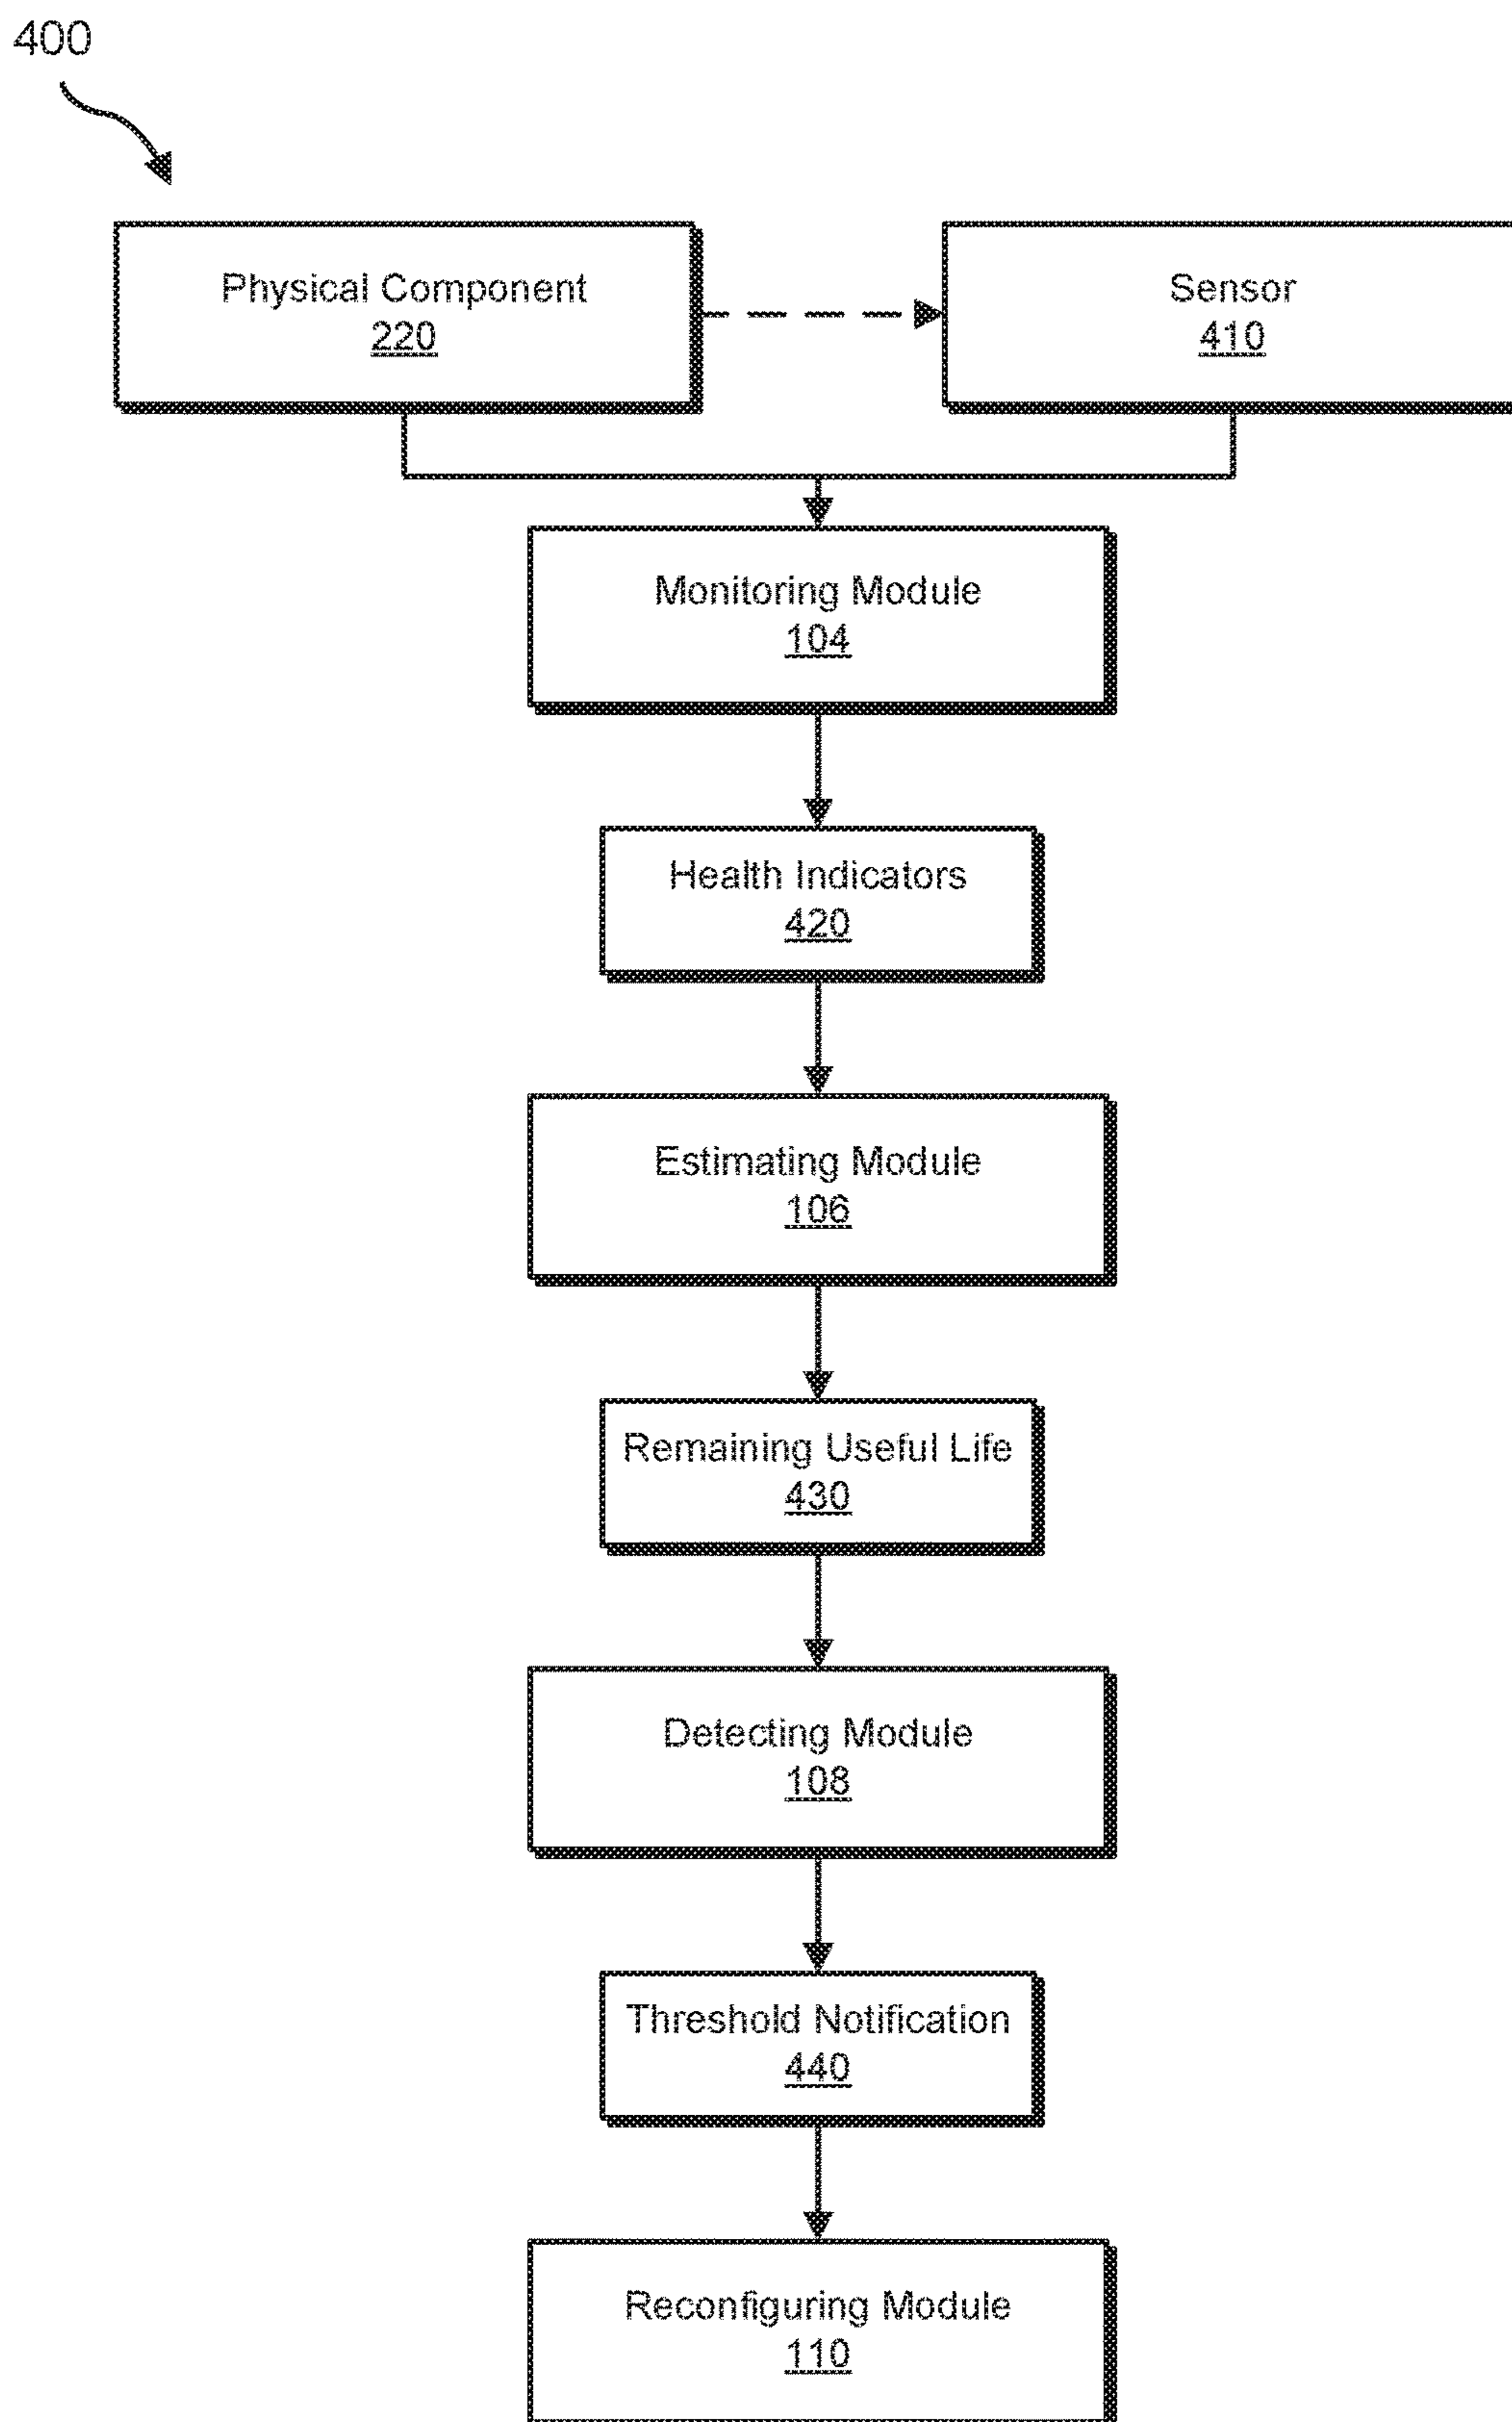 400
Physical Component
220
Sensor
410
Monitoring Module
104
Health Indicators
420
Estimating Module
106
Remaining Useful Life
430
Detecting Module
108
Threshold Notification
440
Reconfiguring Module
110